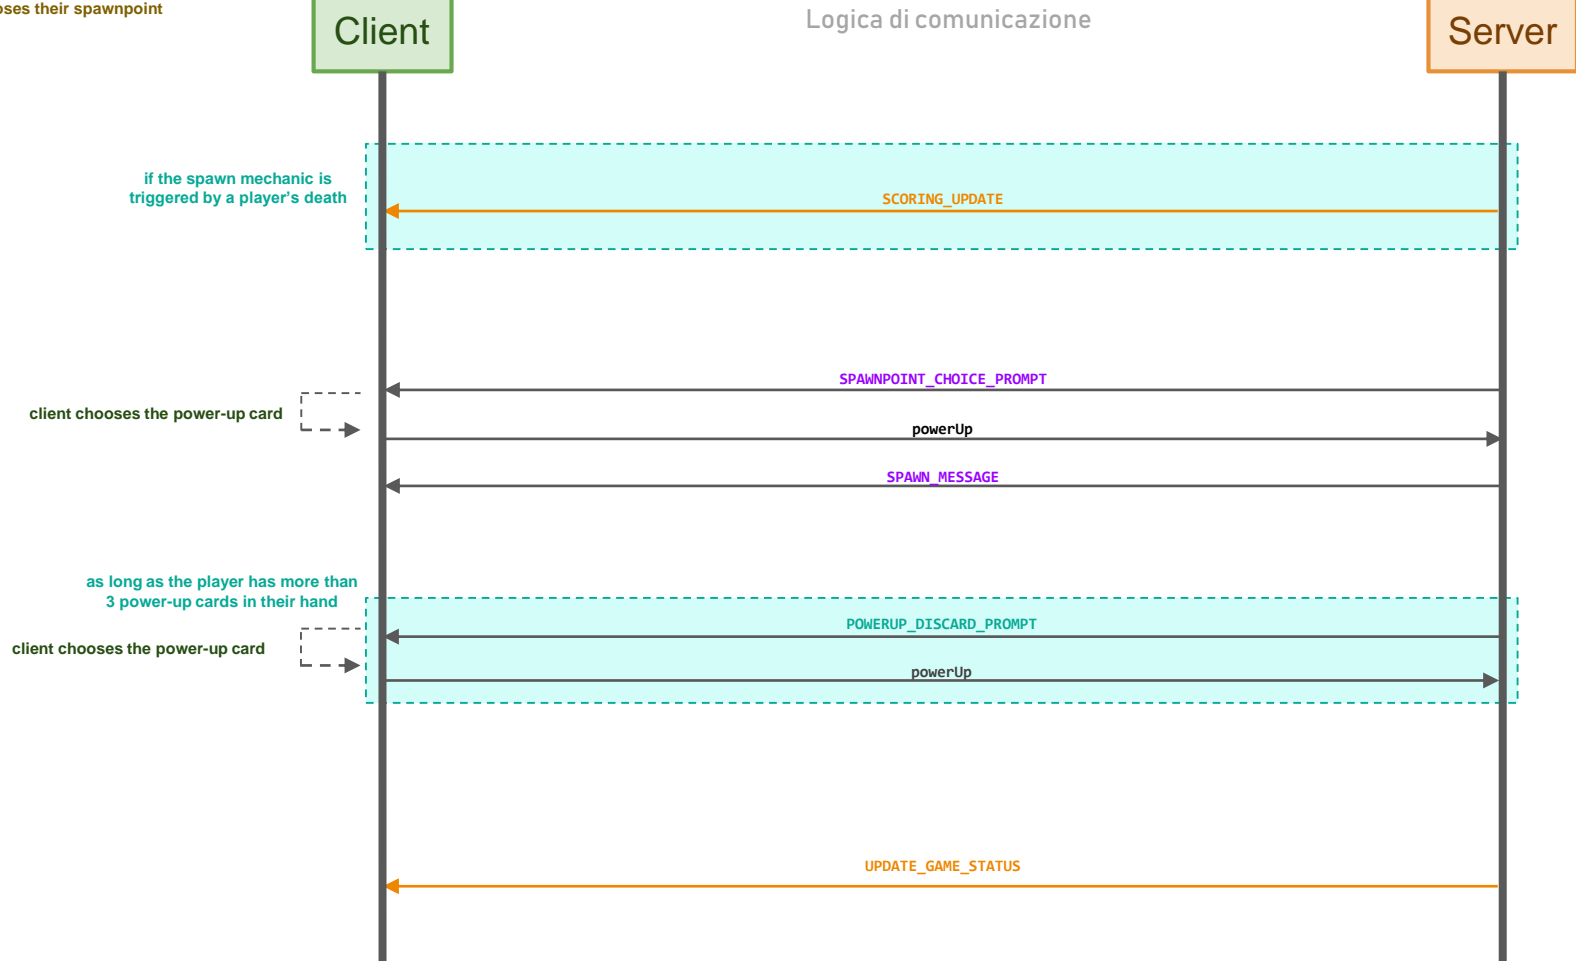 their spawnpoint
Client
Logica di comunicazione
Server
if the spawn mechanic is
triggered by a player's death
SCORING_UPDATE
SPAWNPOINT_CHOICE_PROMPT
client chooses the power-up card
powerUp
SPAWN_MESSAGE
as long as the player has more than
3 power-up cards in their hand
POWERUP_DISCARD_PROMPT
client chooses the power-up card
powerUp
UPDATE_GAME_STATUS